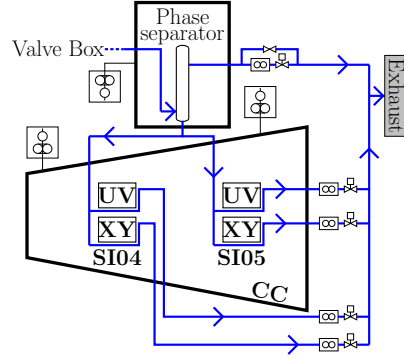 Phase
separator
Valve Box
Exhaust
UV
UV
XY
XY
SI04
SI05
CC